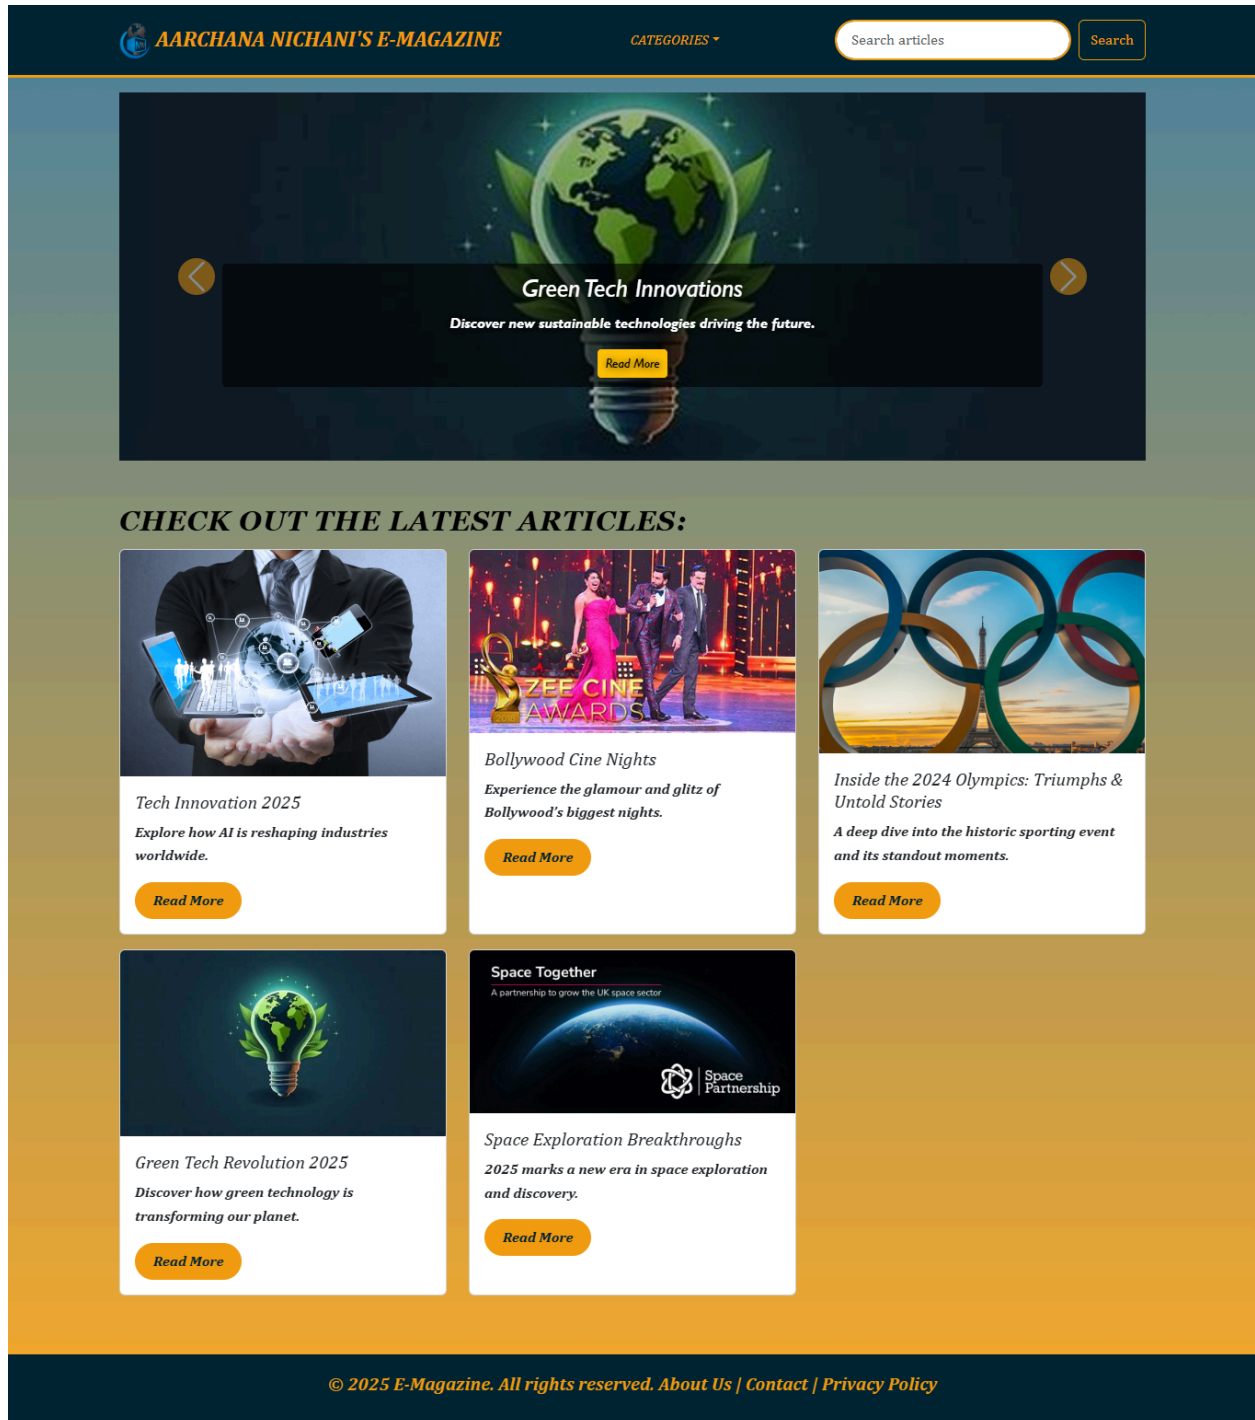 AARCHANA NICHANI'S E-MAGAZINE
CATEGORIES
Search articles
Search
Green Tech Innovations
Discover new sustainable technologies driving the future.
Read More
CHECK OUT THE LATEST ARTICLES:
ZEE CINE
AWARDS
Tech Innovation 2025
Explore how AI is reshaping industries
worldwide.
Read More
Bollywood Cine Nights
Experience the glamour and glitz of
Bollywood's biggest nights.
Read More
Inside the 2024 Olympics: Triumphs &
Untold Stories
A deep dive into the historic sporting event
and its standout moments.
Read More
Green Tech Revolution 2025
Discover how green technology is
transforming our planet.
Read More
Space Together
A partnership to grow the UK space sector
Space
Partnership
Space Exploration Breakthroughs
2025 marks a new era in space exploration
and discovery.
Read More
© 2025 E-Magazine. All rights reserved. About Us | Contact | Privacy Policy